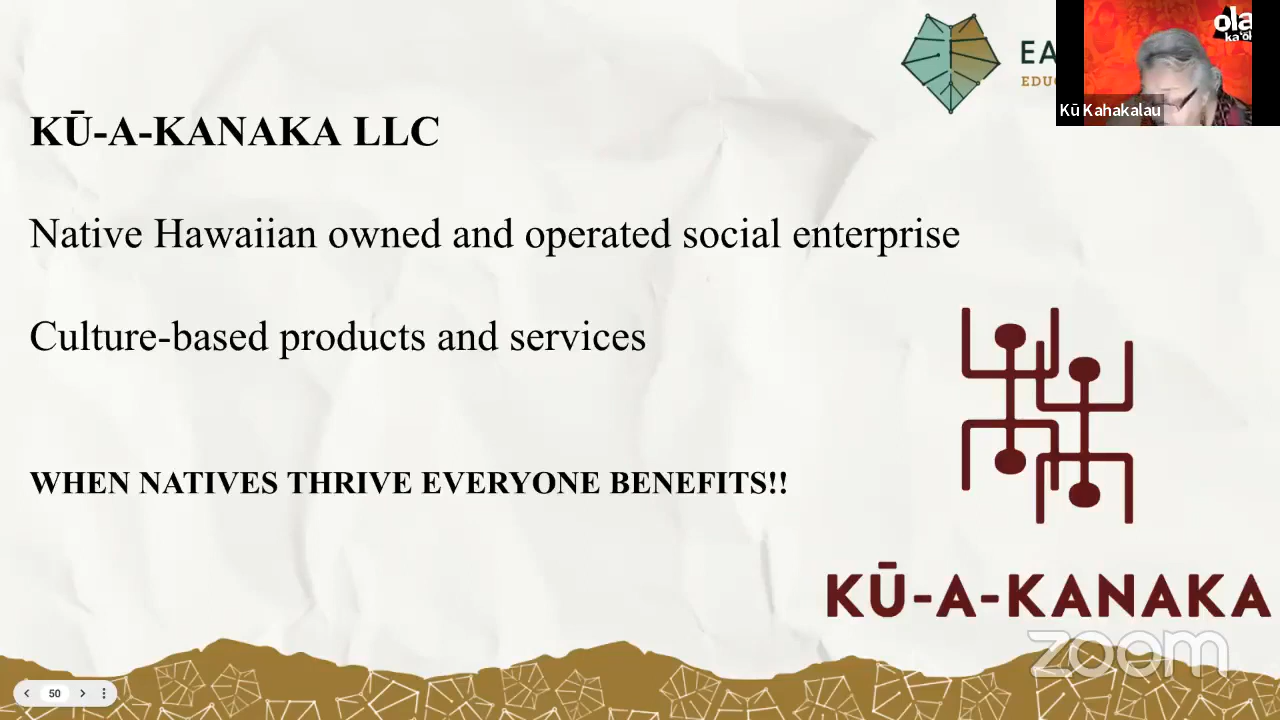 ola
Kū Kahakalau
KŪ-A-KANAKA LLC
Native Hawaiian owned and operated social enterprise
Culture-based products and services
WHEN NATIVES THRIVE EVERYONE BENEFITS!!
KŪ-A-KANAKA
zoom
50